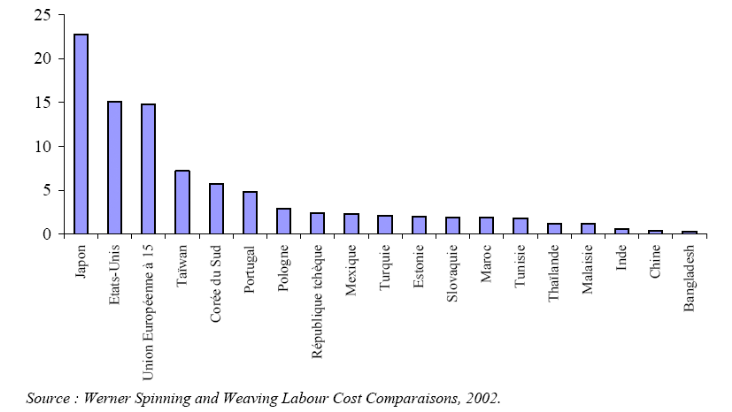 25
20
15
10
5
0
Japon
Etats-Unis
Union Européenne à 15
Taïwan
Corée du Sud
Portugal
Pologne
République tchèque
Mexique
Turquie
Estonie
Slovaquie
Maroc
Tunisie
Thaïlande
Malaisie
Inde
Chine
Bangladesh
Source : Werner Spinning and Weaving Labour Cost Comparaisons, 2002.